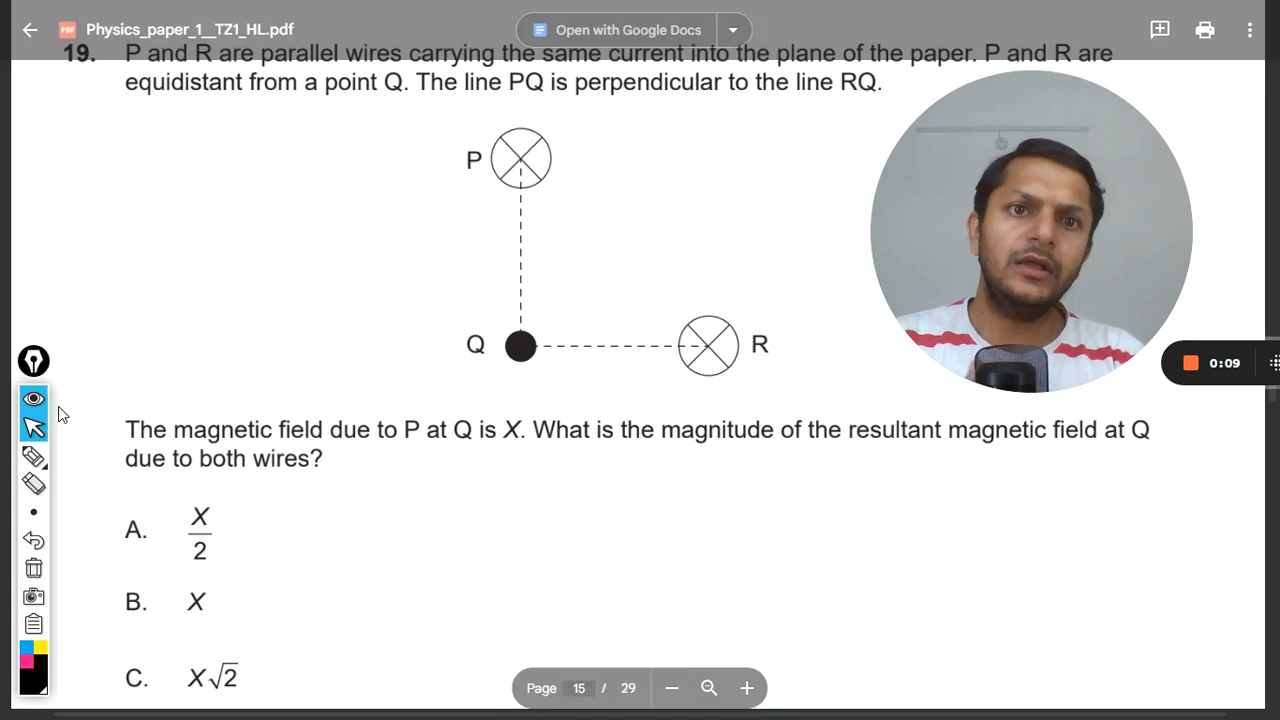 Physics_paper_1__TZ1_HL.pdf
Open with Google Docs
19. P and R are parallel wires carrying the same current into the plane of the paper. P and R are
equidistant from a point Q. The line PQ is perpendicular to the line RQ.
P
Q
R
0:09
The magnetic field due to P at Q is X. What is the magnitude of the resultant magnetic field at Q
due to both wires?
A. X/2
B. X
C. X√2
Page 15 / 29